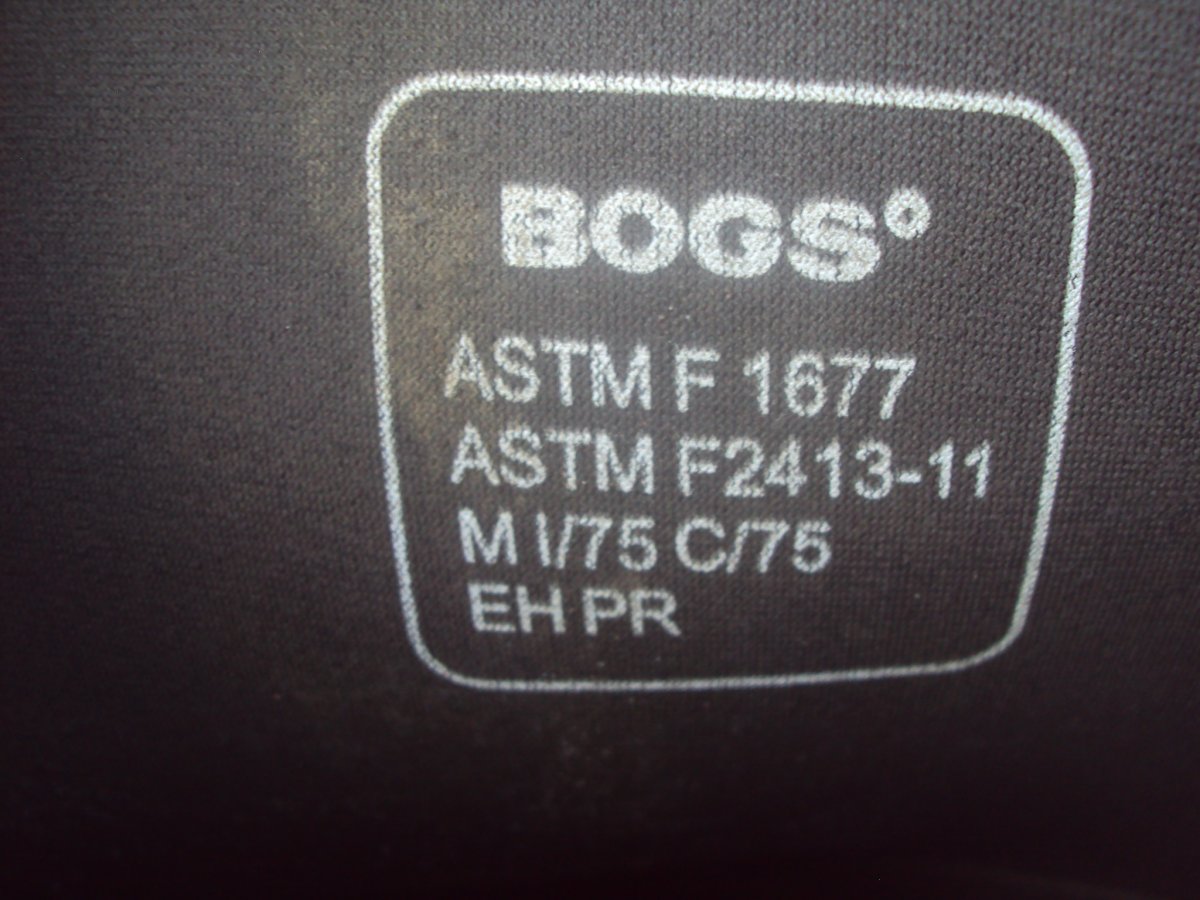 BOGS°
ASTM F 1677
ASTM F2413-11
M I/75 C/75
EH PR